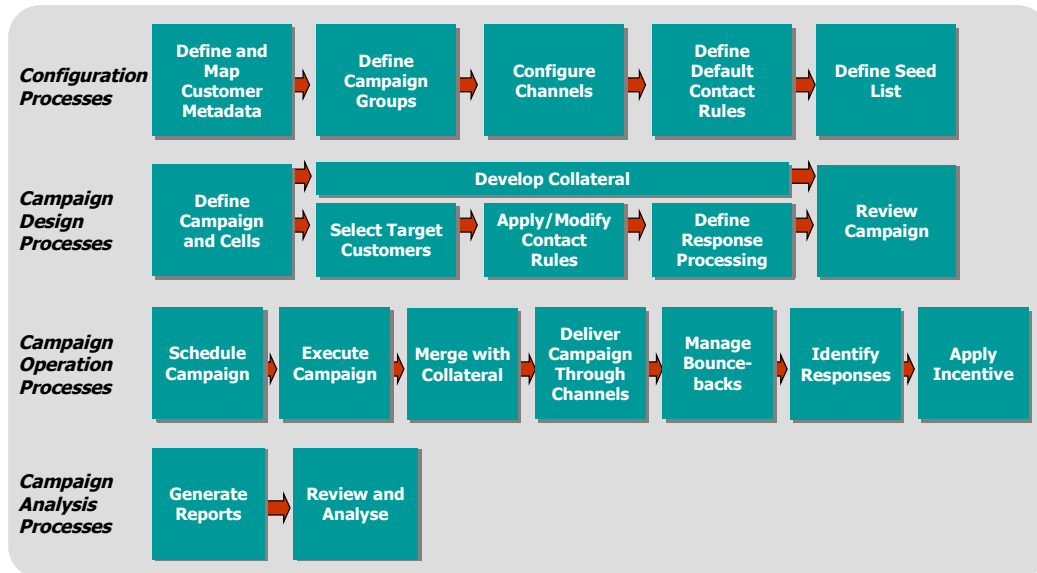 Configuration
Processes
Define and
Map
Customer
Metadata
Define
Campaign
Groups
Configure
Channels
Define
Default
Contact
Rules
Define Seed
List
Campaign
Design
Processes
Define
Campaign
and Cells
Develop Collateral
Select Target
Customers
Apply/Modify
Contact
Rules
Define
Response
Processing
Review
Campaign
Campaign
Operation
Processes
Schedule
Campaign
Execute
Campaign
Merge with
Collateral
Deliver
Campaign
Through
Channels
Manage
Bounce-
backs
Identify
Responses
Apply
Incentive
Campaign
Analysis
Processes
Generate
Reports
Review and
Analyse